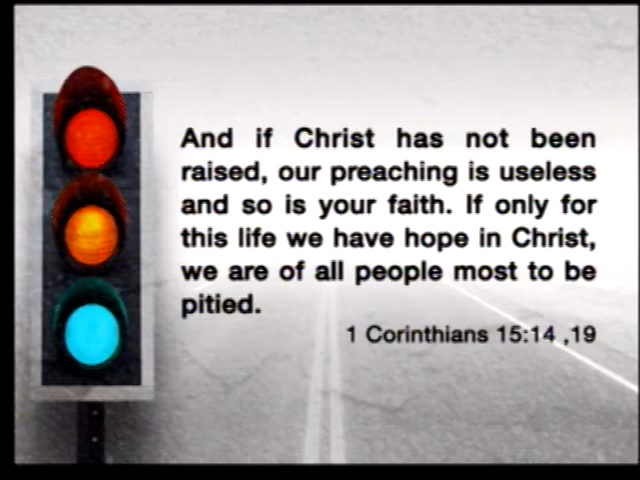 And if Christ has not been
raised, our preaching is useless
and so is your faith. If only for
this life we have hope in Christ,
we are of all people most to be
pitied.
1 Corinthians 15:14 ,19